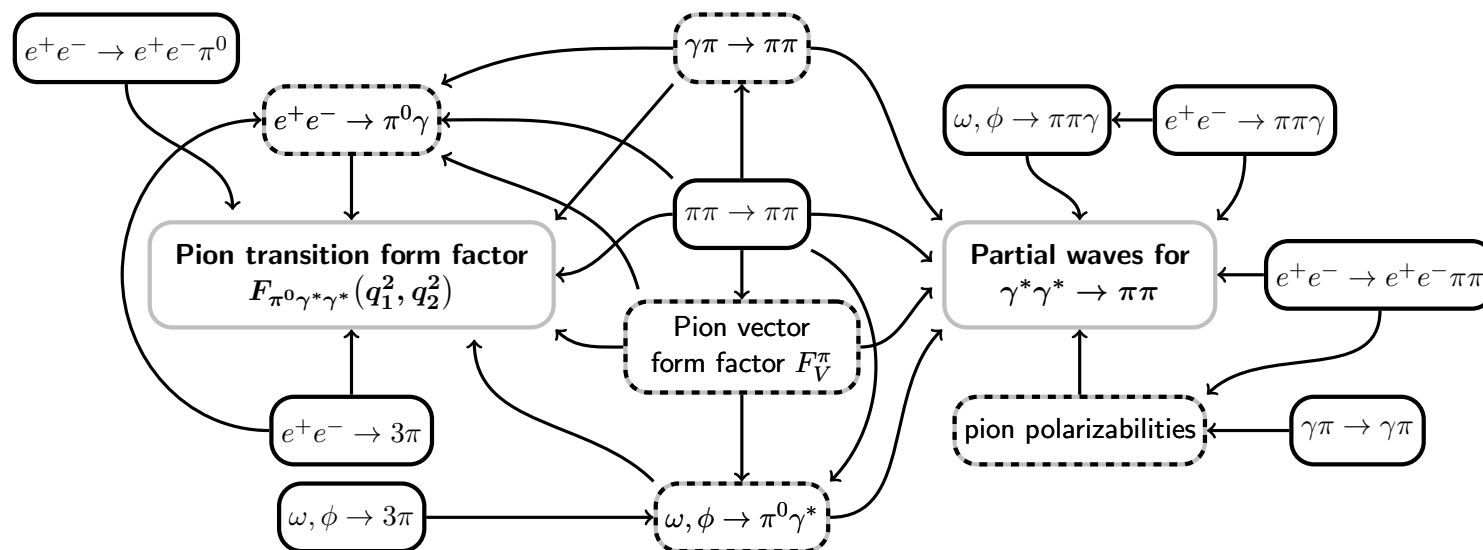 e⁺e⁻ → e⁺e⁻π⁰
γπ → ππ
e⁺e⁻ → π⁰γ
ω, ϕ → ππγ
e⁺e⁻ → ππγ
ππ → ππ
Pion transition form factor
F_{π⁰γ*γ*}(q₁², q₂²)
Partial waves for
γ*γ* → ππ
e⁺e⁻ → e⁺e⁻ππ
Pion vector
form factor F_V^π
e⁺e⁻ → 3π
pion polarizabilities
γπ → γπ
ω, ϕ → 3π
ω, ϕ → π⁰γ*